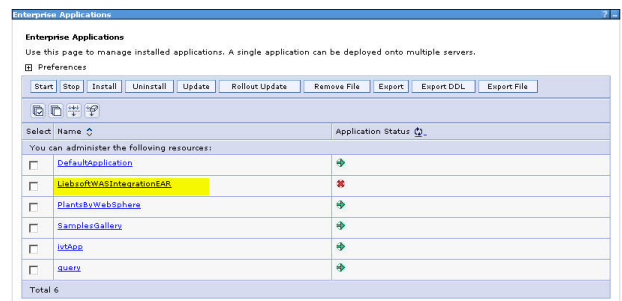 Enterprise Applications
? -
Enterprise Applications
Use this page to manage installed applications. A single application can be deployed onto multiple servers.
Preferences
Start Stop Install Uninstall Update Rollout Update Remove File Export Export DDL Export File
Select Name Application Status
You can administer the following resources:
DefaultApplication
LiebsoftWASIntegrationEAR
PlantsByWebSphere
SamplesGallery
ivtApp
query
Total 6